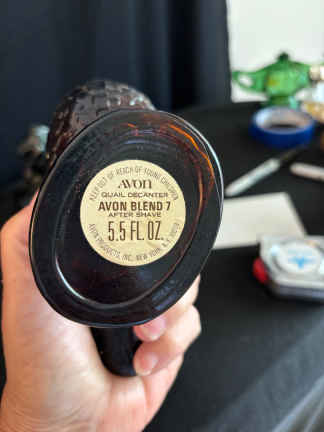 KEEP OUT OF REACH OF YOUNG CHILDREN
AVON
QUAIL DECANTER
AVON BLEND 7
AFTER SHAVE
5.5 FL. OZ.
AVON PRODUCTS, INC., NEW YORK, N.Y. 10020